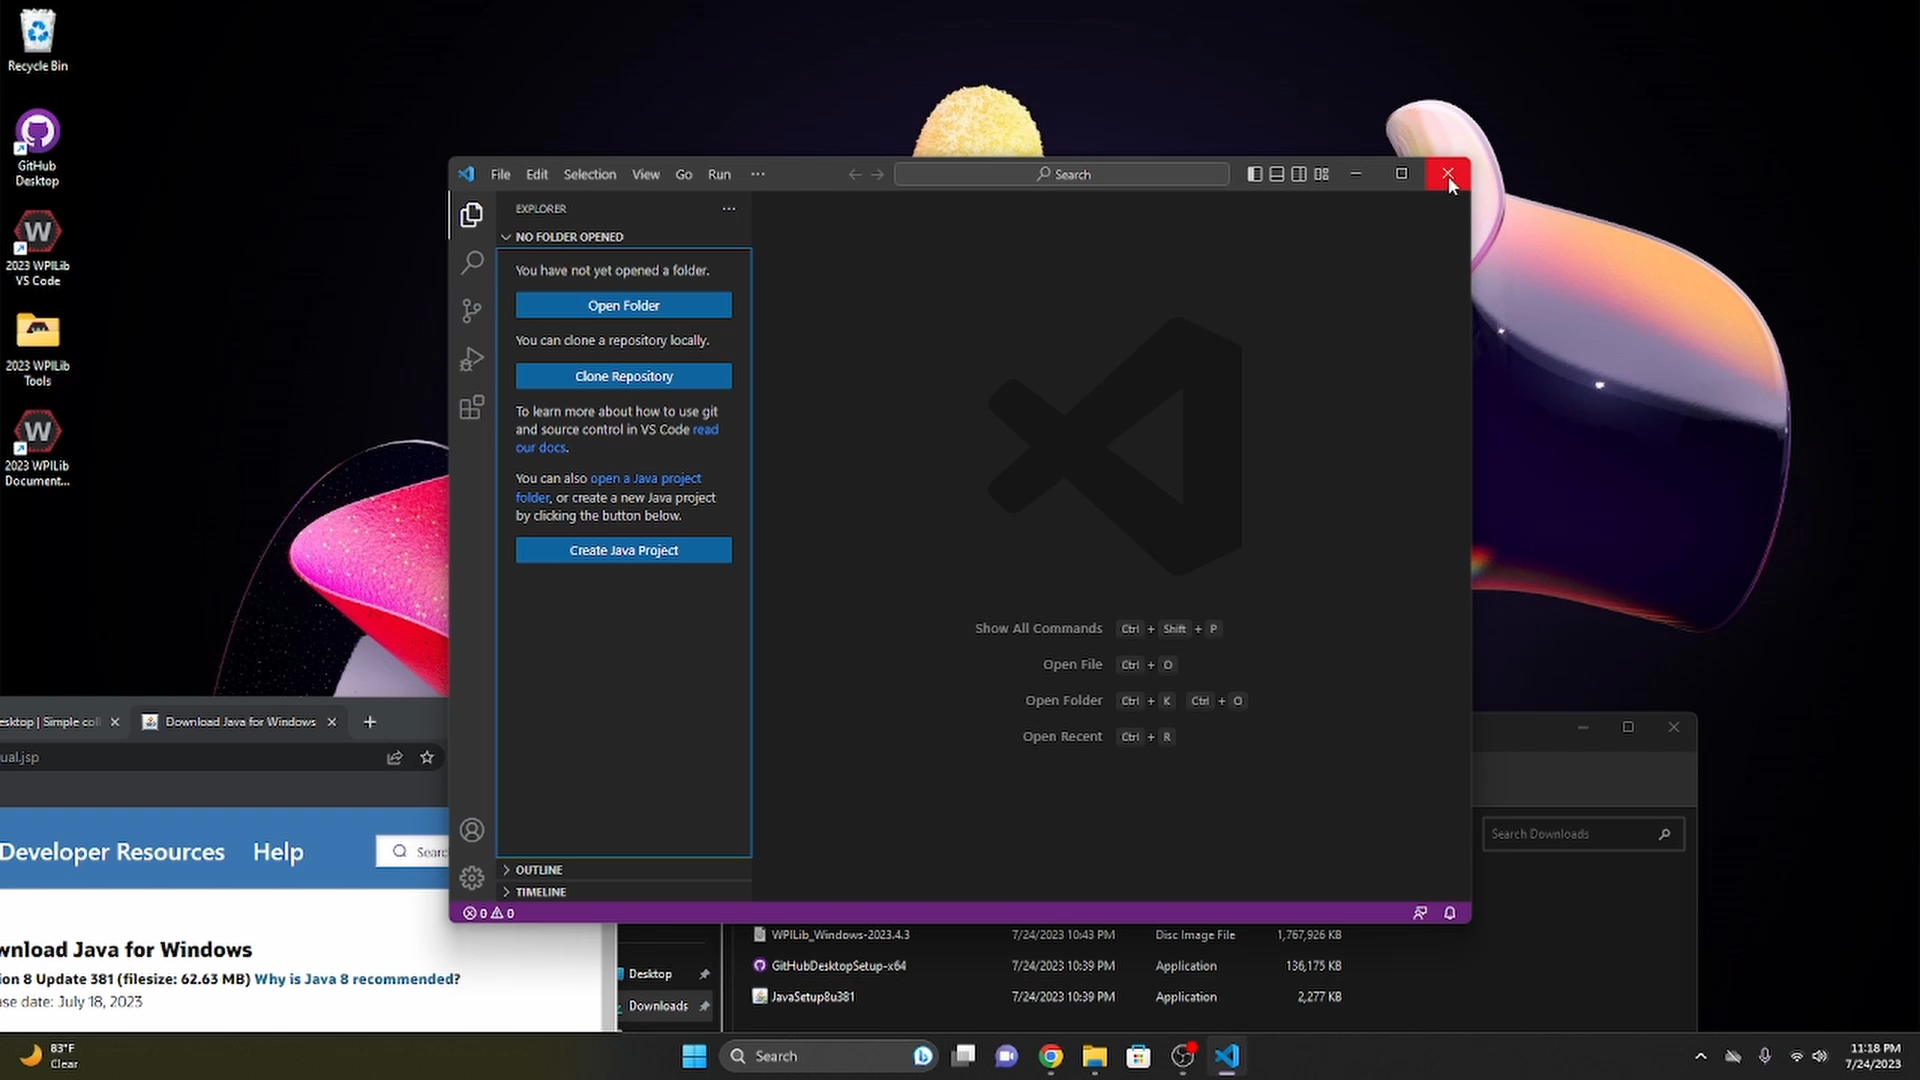 Recycle Bin
GitHub
Desktop
2023 WPILib
VS Code
2023 WPILib
Tools
2023 WPILib
Document...
File Edit Selection View Go Run ...
Search
EXPLORER
NO FOLDER OPENED
You have not yet opened a folder.
Open Folder
You can clone a repository locally.
Clone Repository
To learn more about how to use git
and source control in VS Code read
our docs.
You can also open a Java project
folder, or create a new Java project
by clicking the button below.
Create Java Project
OUTLINE
TIMELINE
0 0
Show All Commands Ctrl + Shift + P
Open File Ctrl + O
Open Folder Ctrl + K Ctrl + O
Open Recent Ctrl + R
esktop | Simple col
Download Java for Windows
ual.jsp
Developer Resources Help
Searc
wnload Java for Windows
ion 8 Update 381 (filesize: 62.63 MB) Why is Java 8 recommended?
ase date: July 18, 2023
Search Downloads
Desktop
Downloads
WPILib_Windows-2023.4.3 7/24/2023 10:43 PM Disc Image File 1,767,926 KB
GitHubDesktopSetup-x64 7/24/2023 10:39 PM Application 136,175 KB
JavaSetup8u381 7/24/2023 10:39 PM Application 2,277 KB
83°F
Clear
Search
11:18 PM
7/24/2023